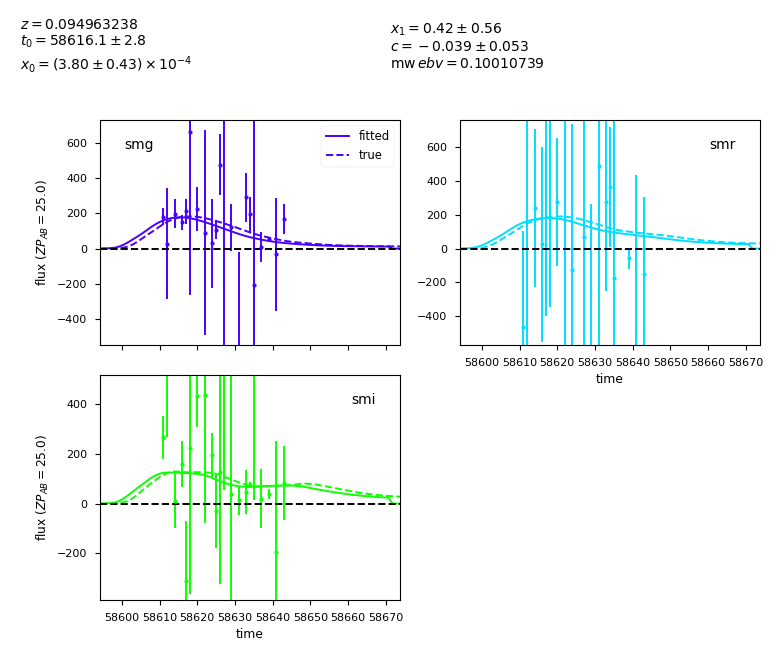 z = 0.094963238
t₀ = 58616.1 ± 2.8
x₀ = (3.80 ± 0.43) × 10⁻⁴
x₁ = 0.42 ± 0.56
c = −0.039 ± 0.053
mw ebv = 0.10010739
smg
fitted
true
600
400
200
0
−200
−400
flux (ZP_AB = 25.0)
smr
600
400
200
0
−200
−400
58600 58610 58620 58630 58640 58650 58660 58670
time
smi
400
200
0
−200
flux (ZP_AB = 25.0)
58600 58610 58620 58630 58640 58650 58660 58670
time